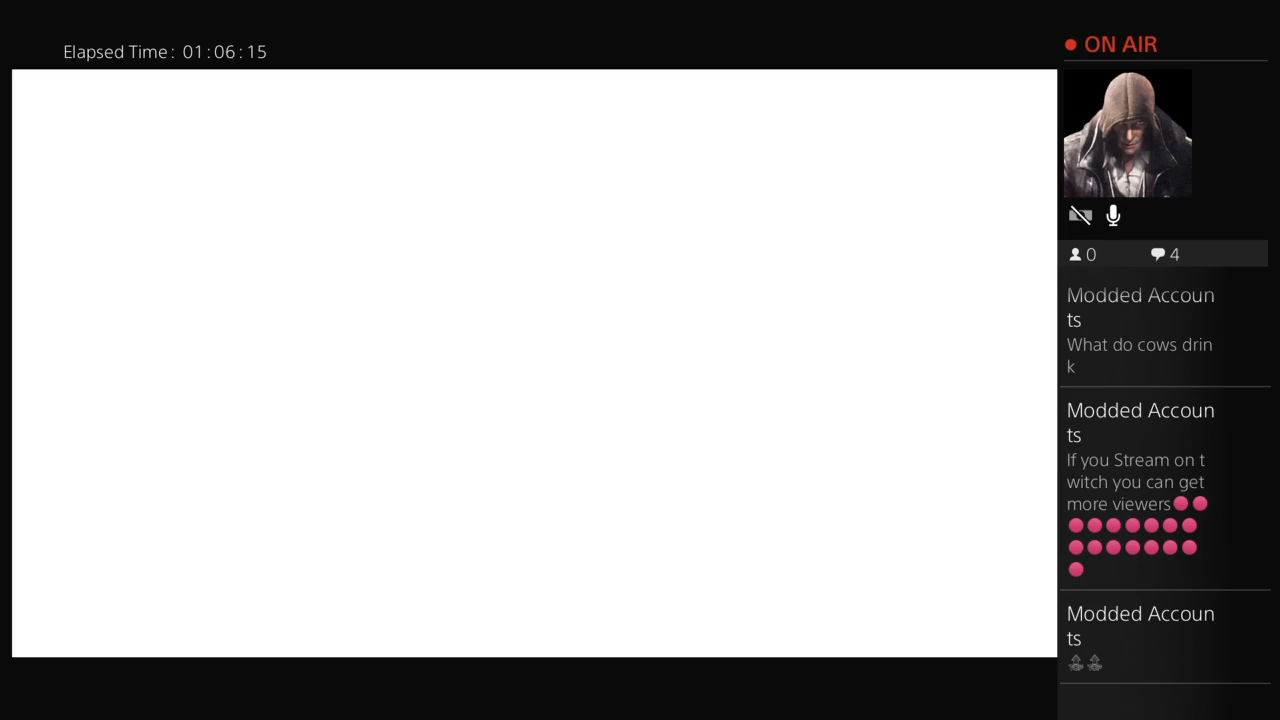 Elapsed Time: 01:06:15
ON AIR
0 4
Modded Accoun
ts
What do cows drin
k
Modded Accoun
ts
If you Stream on t
witch you can get
more viewers
Modded Accoun
ts